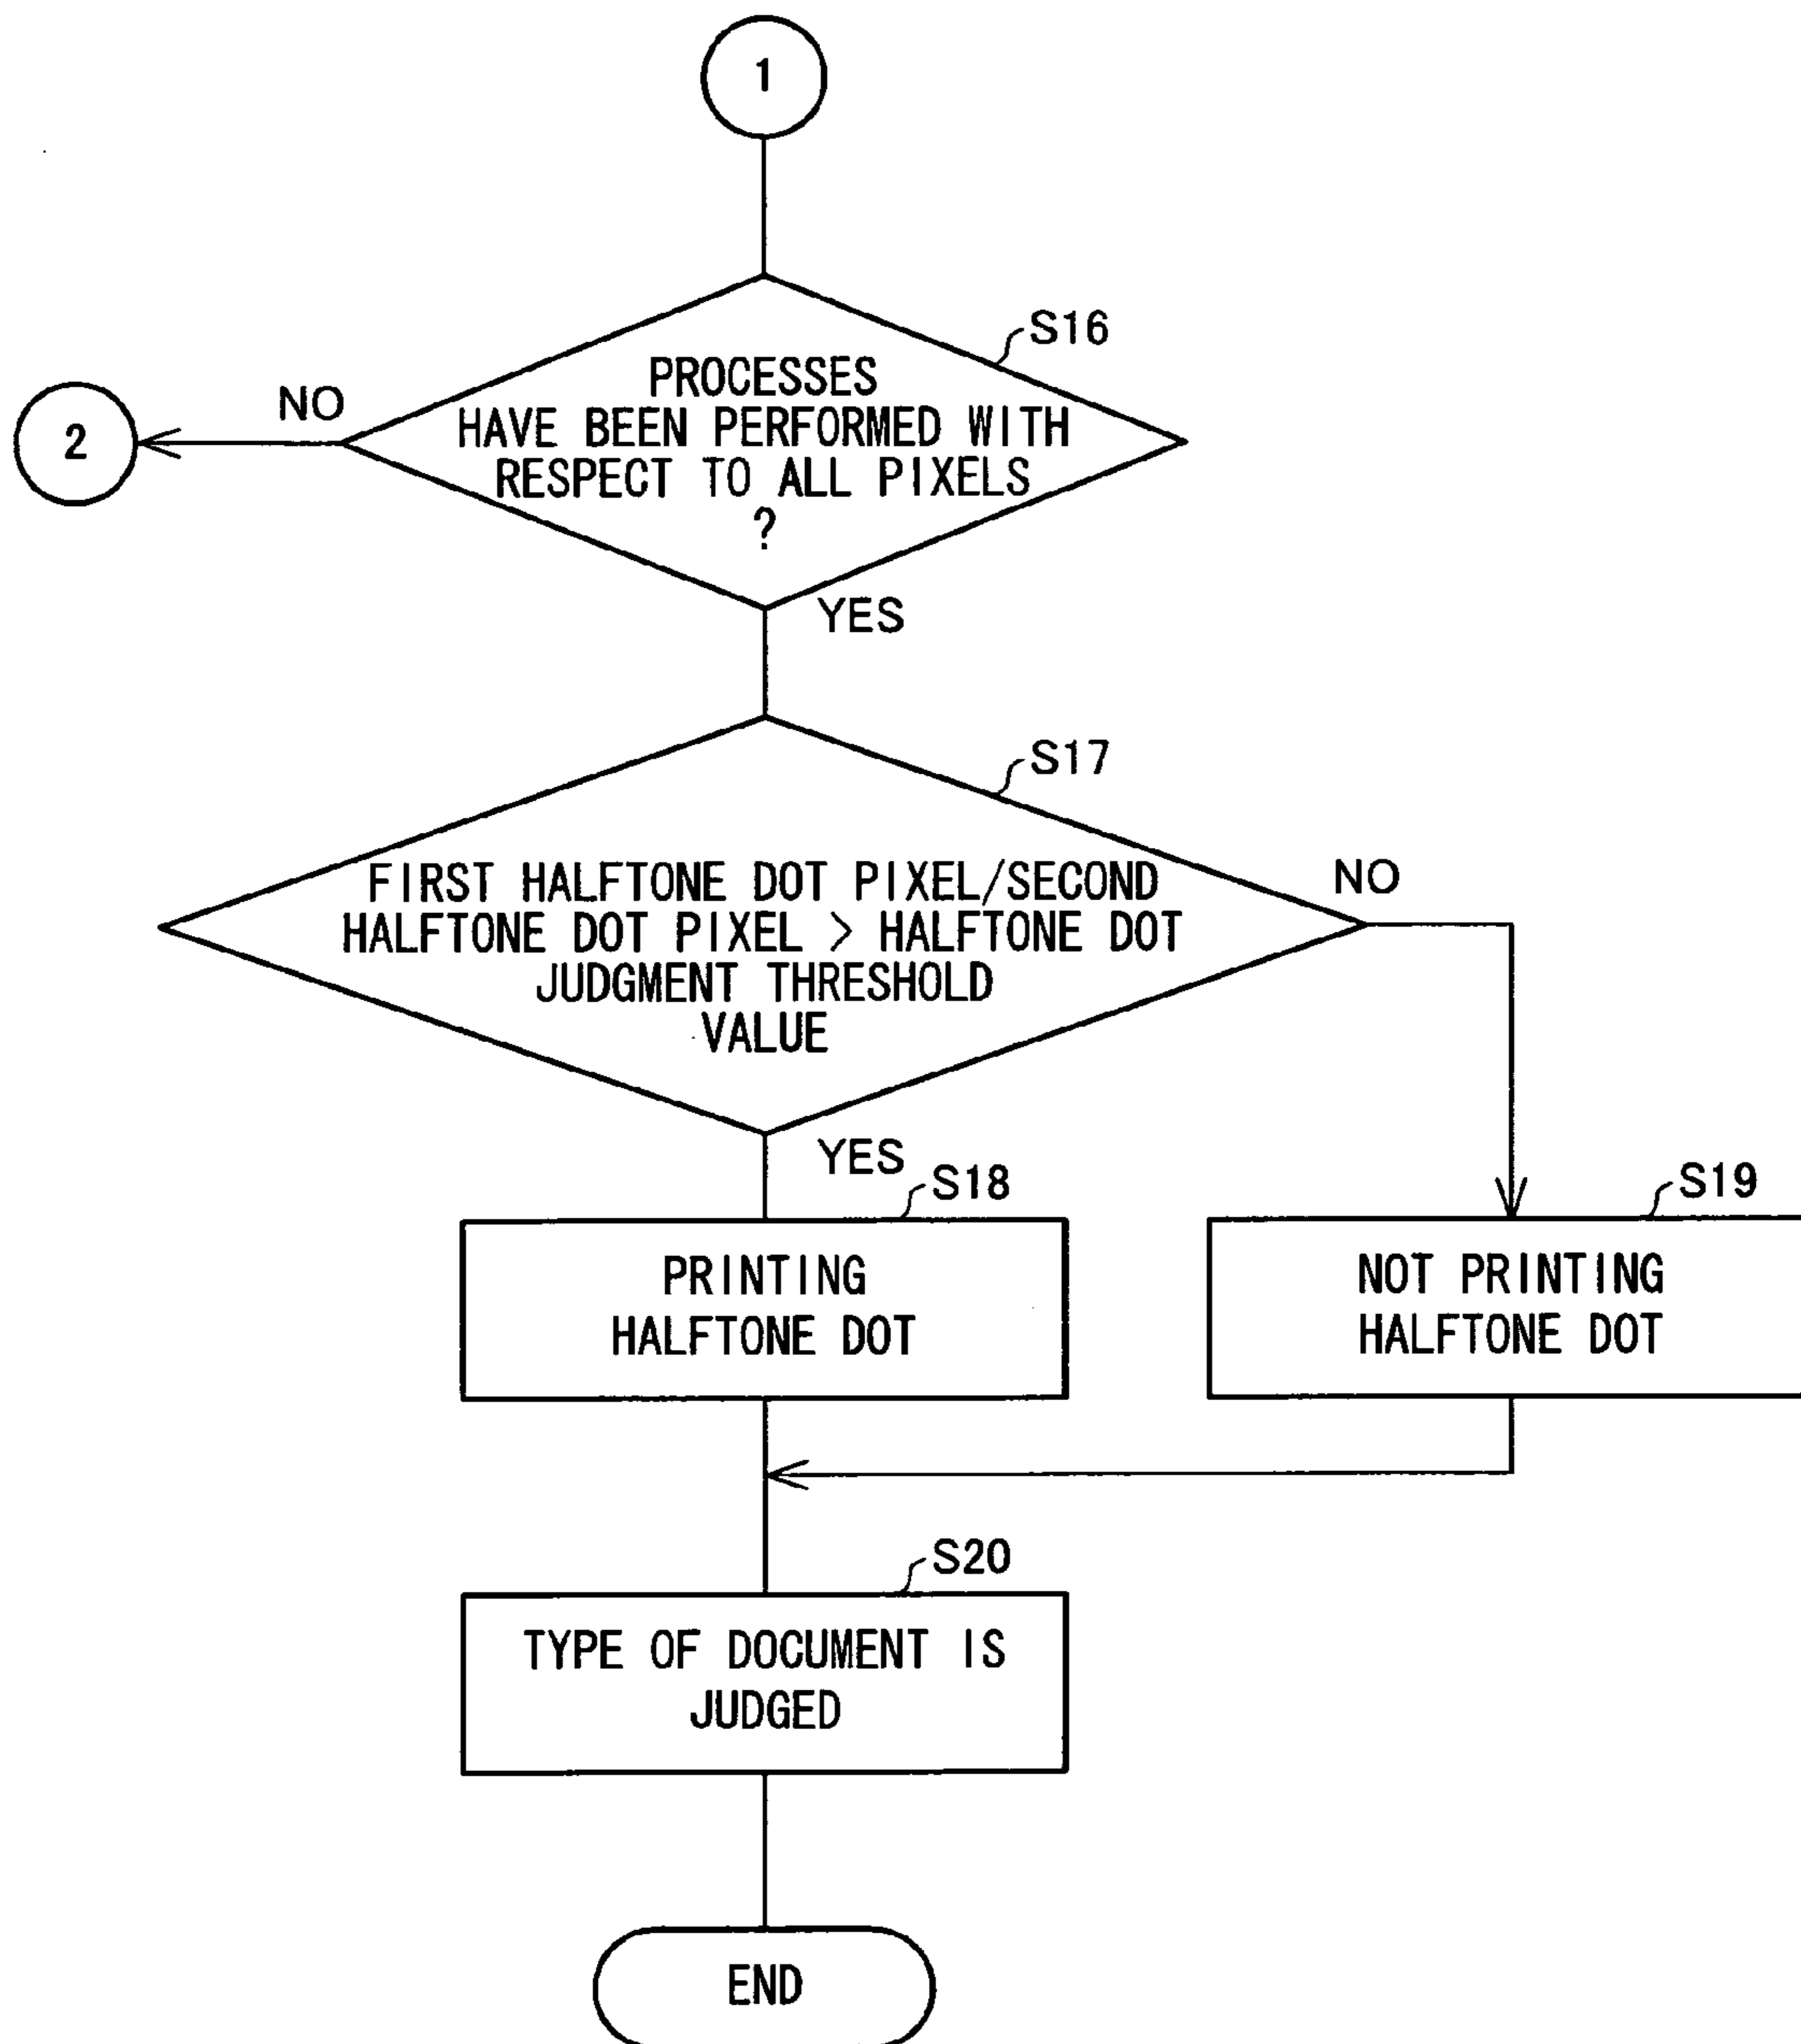 1
S16
PROCESSES
HAVE BEEN PERFORMED WITH
RESPECT TO ALL PIXELS
?
NO
2
YES
S17
FIRST HALFTONE DOT PIXEL/SECOND
HALFTONE DOT PIXEL > HALFTONE DOT
JUDGMENT THRESHOLD
VALUE
NO
YES
S18
PRINTING
HALFTONE DOT
S19
NOT PRINTING
HALFTONE DOT
S20
TYPE OF DOCUMENT IS
JUDGED
END